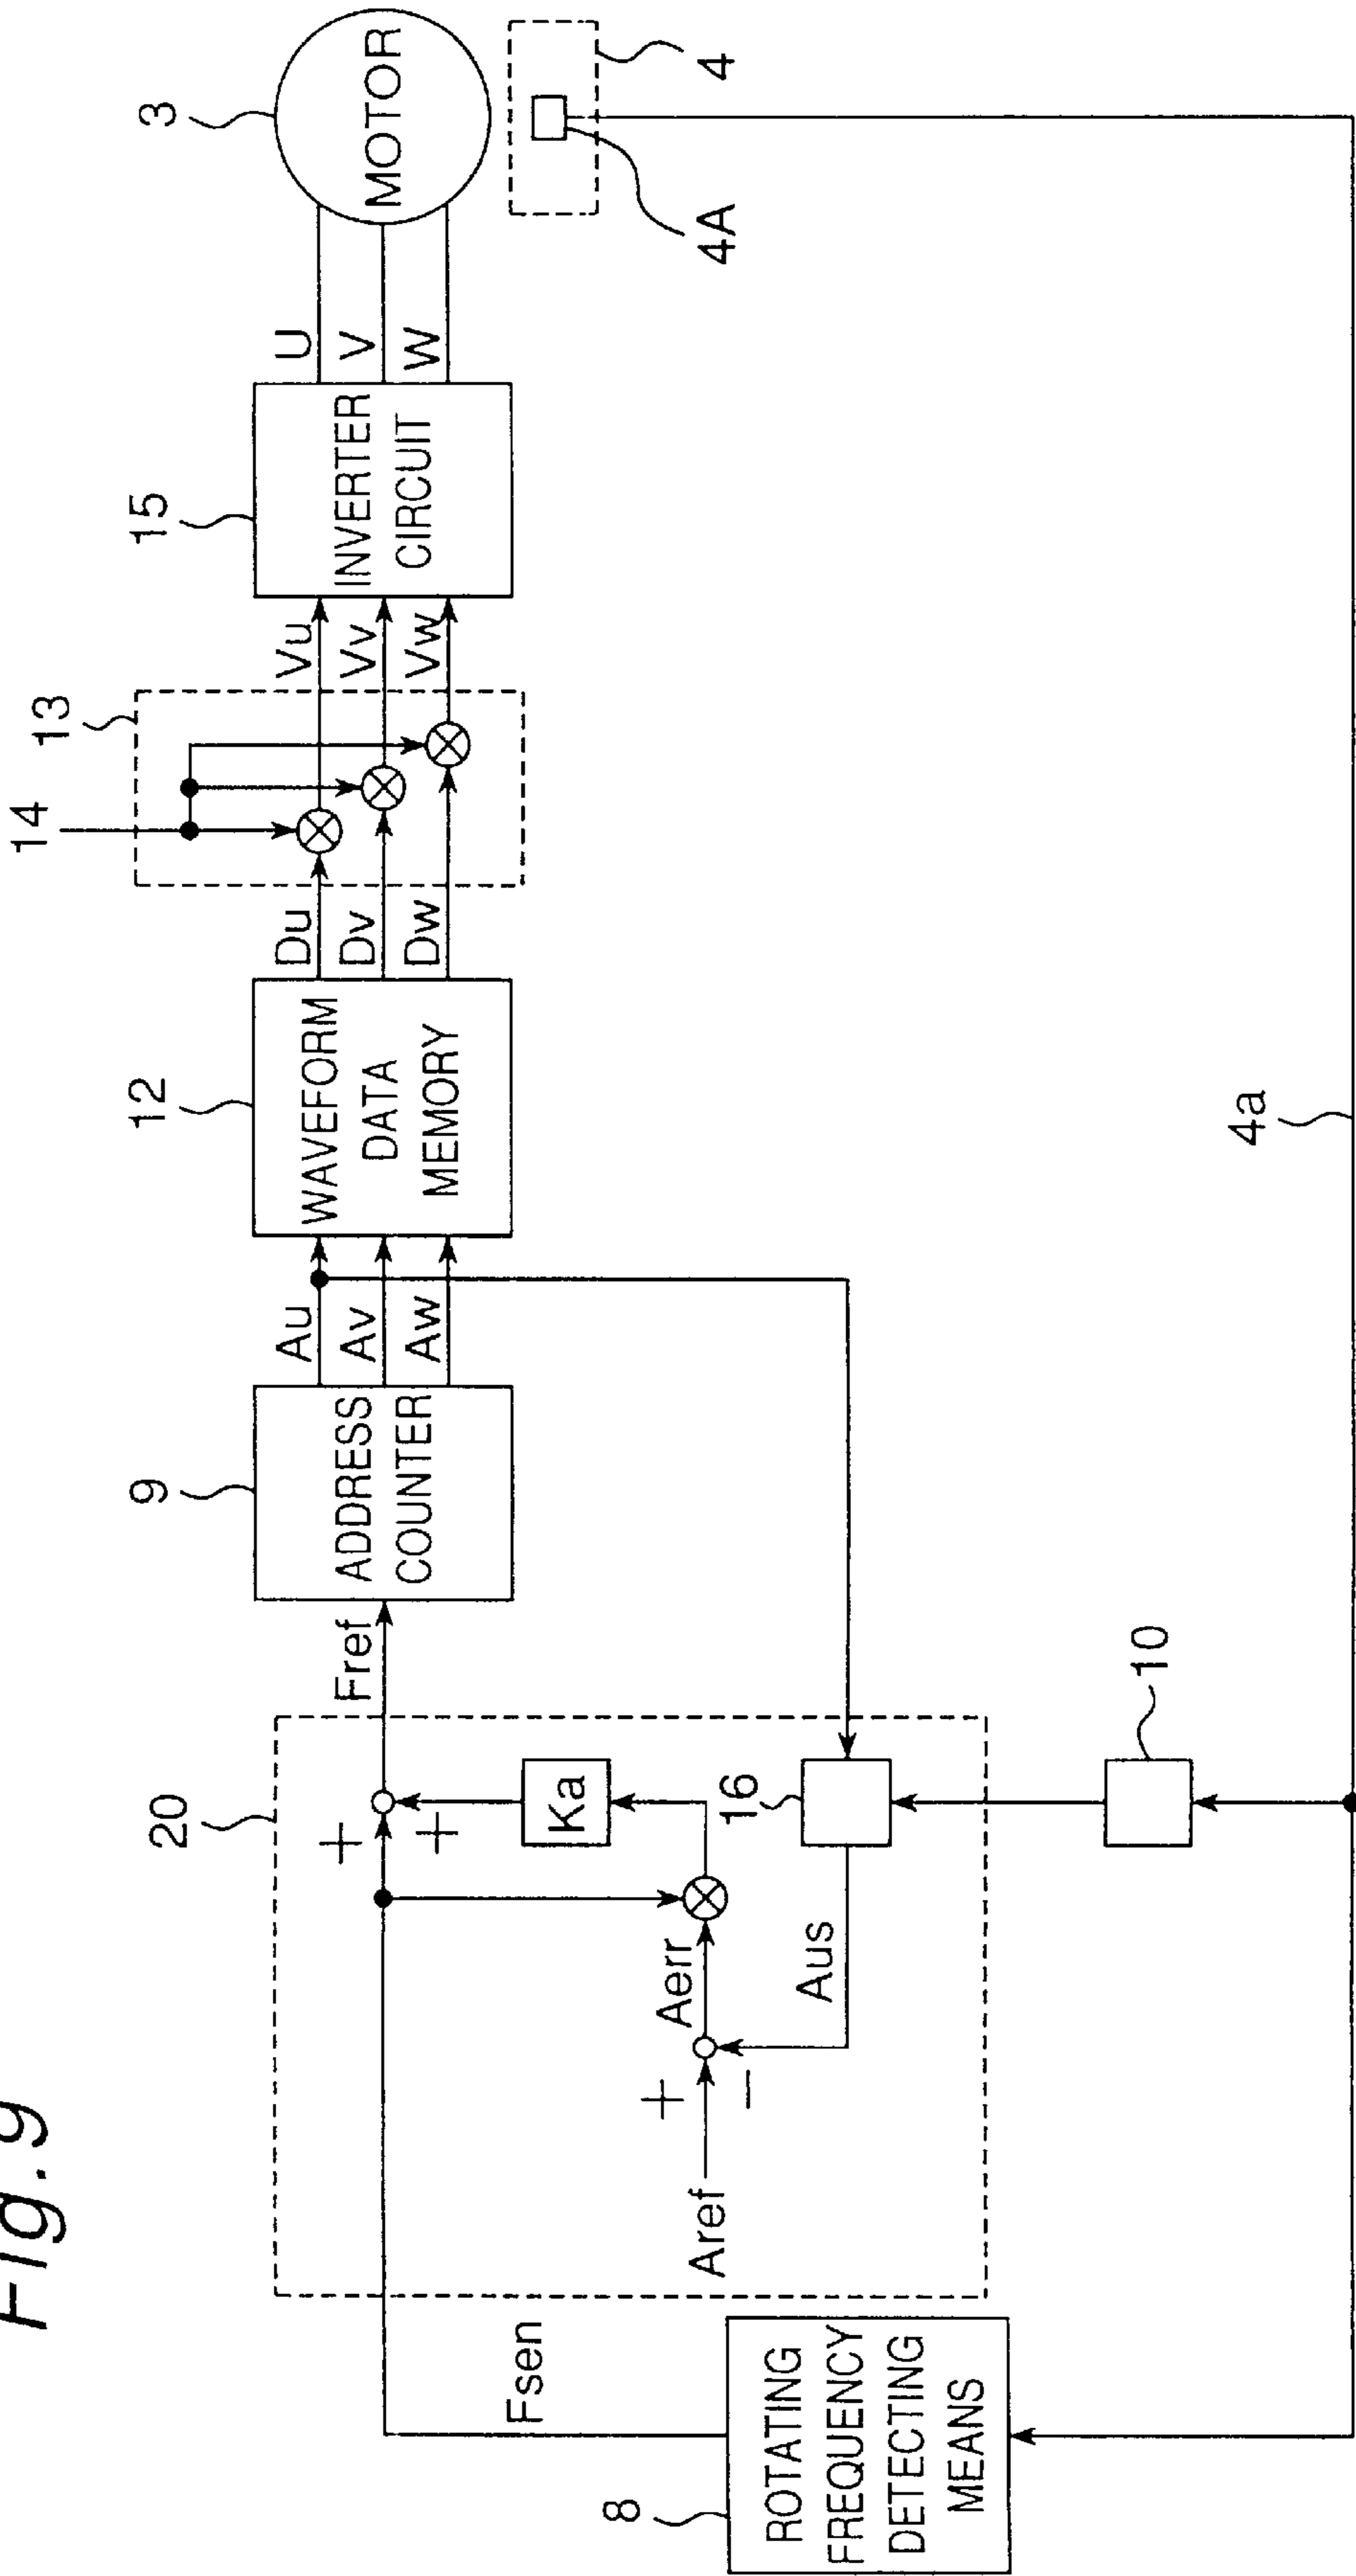 Fig. 9
14
13
3
20
9
12
15
Fref
Au
Av
Aw
Du
Dv
Dw
Vu
Vv
Vw
U
V
W
ADDRESS
COUNTER
WAVEFORM
DATA
MEMORY
INVERTER
CIRCUIT
MOTOR
+
+
Ka
4
4A
Fsen
Aref
+
−
Aerr
Aus
16
8
ROTATING
FREQUENCY
DETECTING
MEANS
10
4a